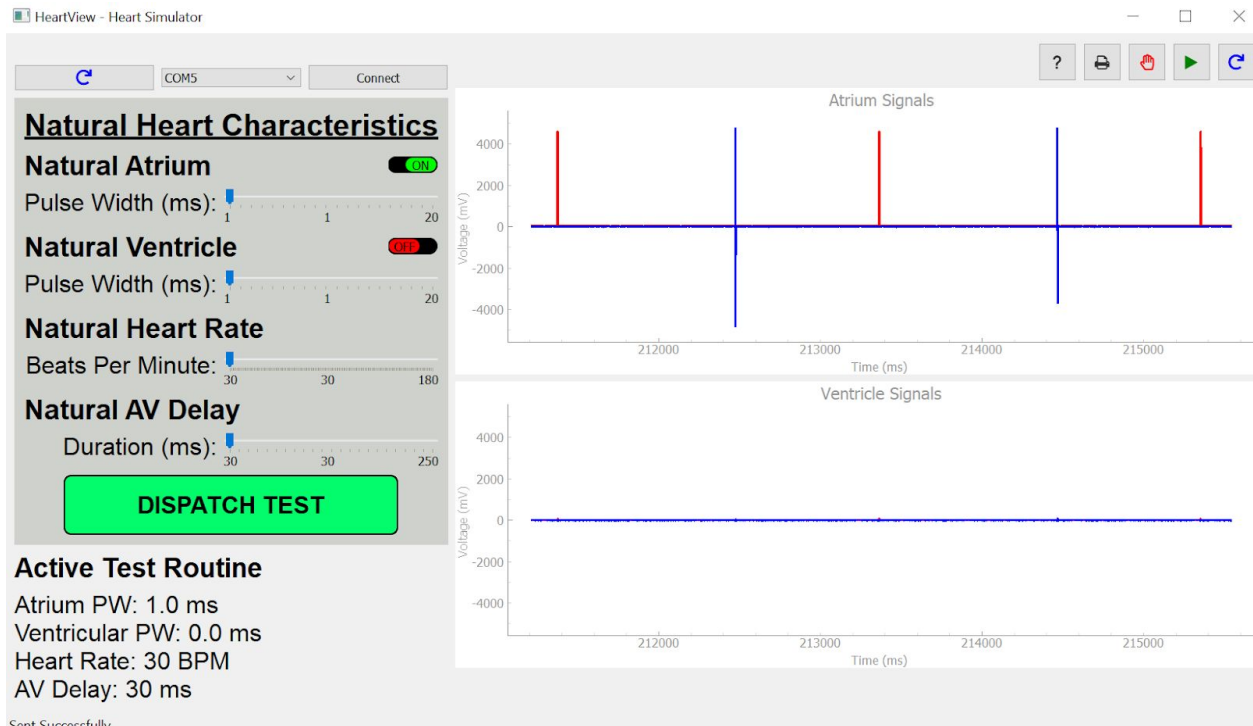 HeartView - Heart Simulator
COM5
Connect
?
Natural Heart Characteristics
Natural Atrium
ON
Pulse Width (ms):
1 1 20
Natural Ventricle
OFF
Pulse Width (ms):
1 1 20
Natural Heart Rate
Beats Per Minute:
30 30 180
Natural AV Delay
Duration (ms):
30 30 250
DISPATCH TEST
Active Test Routine
Atrium PW: 1.0 ms
Ventricular PW: 0.0 ms
Heart Rate: 30 BPM
AV Delay: 30 ms
Sent Successfully
Atrium Signals
Voltage (mV)
4000
2000
0
-2000
-4000
212000 213000 214000 215000
Time (ms)
Ventricle Signals
Voltage (mV)
4000
2000
0
-2000
-4000
212000 213000 214000 215000
Time (ms)